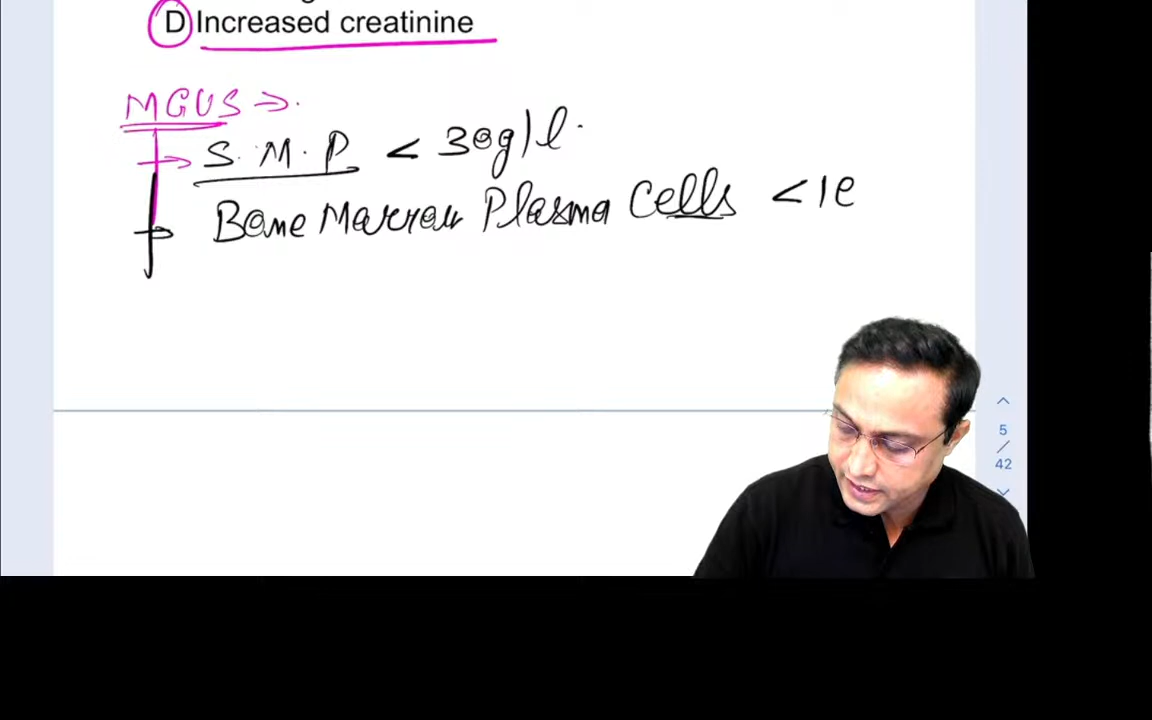 D Increased creatinine
MGUS →
→ S.M.P < 30g/l
→ Bone Marrow Plasma Cells < 10
5
/
42